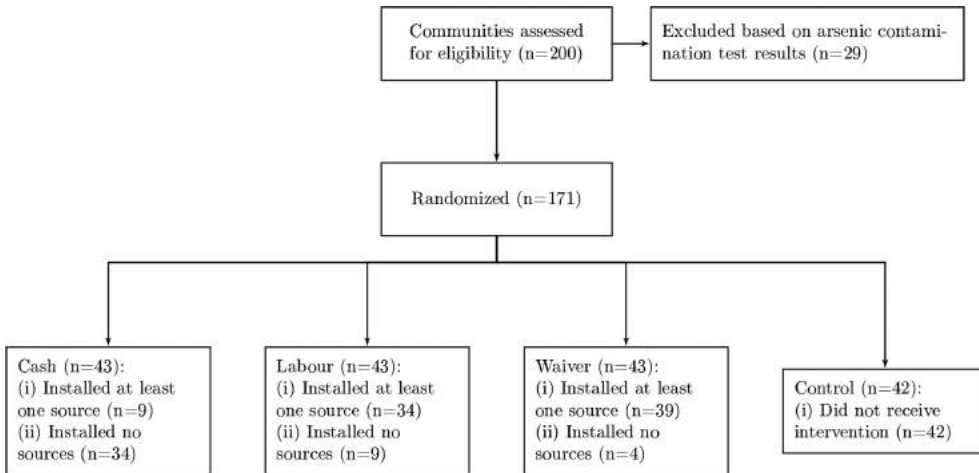 Communities assessed
for eligibility (n=200)
Excluded based on arsenic contami-
nation test results (n=29)
Randomized (n=171)
Cash (n=43):
(i) Installed at least
one source (n=9)
(ii) Installed no
sources (n=34)
Labour (n=43):
(i) Installed at least
one source (n=34)
(ii) Installed no
sources (n=9)
Waiver (n=43):
(i) Installed at least
one source (n=39)
(ii) Installed no
sources (n=4)
Control (n=42):
(i) Did not receive
intervention (n=42)